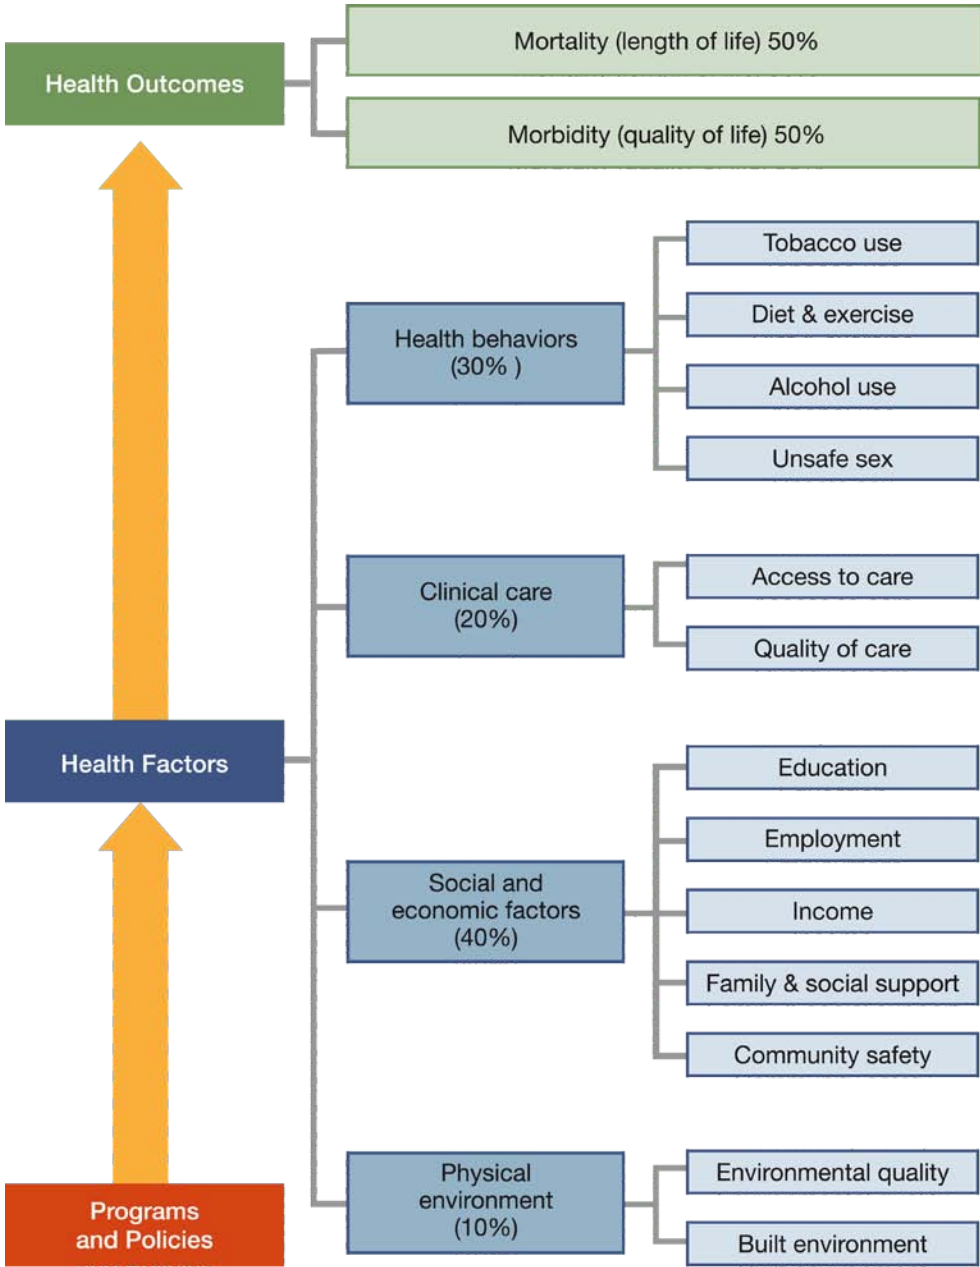 Health Outcomes
Mortality (length of life) 50%
Morbidity (quality of life) 50%
Health Factors
Health behaviors
(30% )
Tobacco use
Diet & exercise
Alcohol use
Unsafe sex
Clinical care
(20%)
Access to care
Quality of care
Social and
economic factors
(40%)
Education
Employment
Income
Family & social support
Community safety
Physical
environment
(10%)
Environmental quality
Built environment
Programs
and Policies